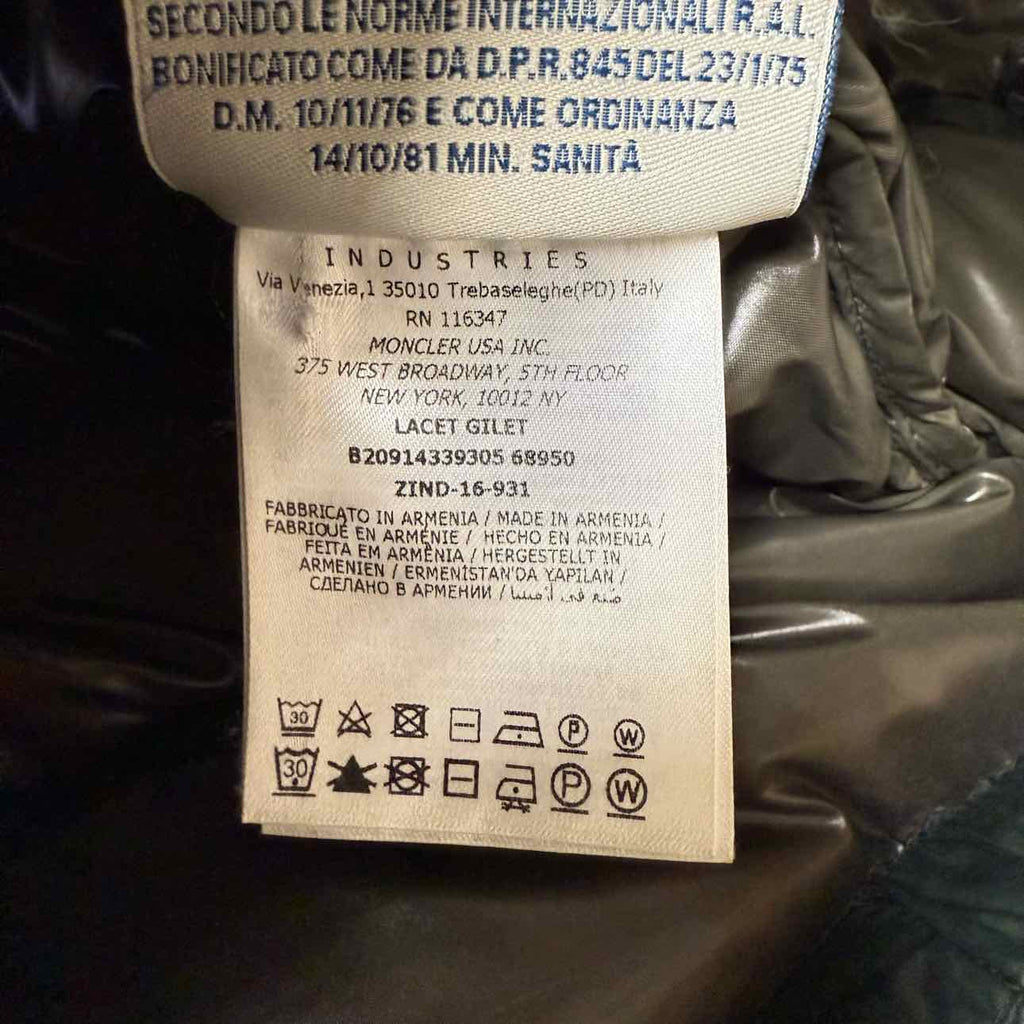 SECONDO LE NORME INTERNAZIONALI R.A.L.
BONIFICATO COME DA D.P.R.845 DEL 23/1/75
D.M. 10/11/76 E COME ORDINANZA
14/10/81 MIN. SANITÀ
INDUSTRIES
Via Venezia,1 35010 Trebaseleghe(PD) Italy
RN 116347
MONCLER USA INC.
375 WEST BROADWAY, 5TH FLOOR
NEW YORK, 10012 NY
LACET GILET
B20914339305 68950
ZIND-16-931
FABBRICATO IN ARMENIA / MADE IN ARMENIA /
FABRIQUÉ EN ARMÉNIE / HECHO EN ARMENIA /
FEITA EM ARMÊNIA / HERGESTELLT IN
ARMENIEN / ERMENİSTAN'DA YAPILAN /
СДЕЛАНО В АРМЕНИИ / صنع في أرمينيا
30 P W
30 P W